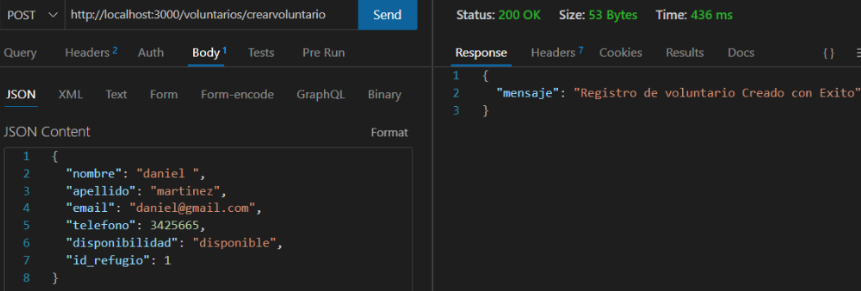 POST http://localhost:3000/voluntarios/crearvoluntario Send
Query Headers 2 Auth Body 1 Tests Pre Run
JSON XML Text Form Form-encode GraphQL Binary
JSON Content Format
1 {
2 "nombre": "daniel ",
3 "apellido": "martinez",
4 "email": "daniel@gmail.com",
5 "telefono": 3425665,
6 "disponibilidad": "disponible",
7 "id_refugio": 1
8 }
Status: 200 OK Size: 53 Bytes Time: 436 ms
Response Headers 7 Cookies Results Docs {}
1 {
2 "mensaje": "Registro de voluntario Creado con Exito"
3 }